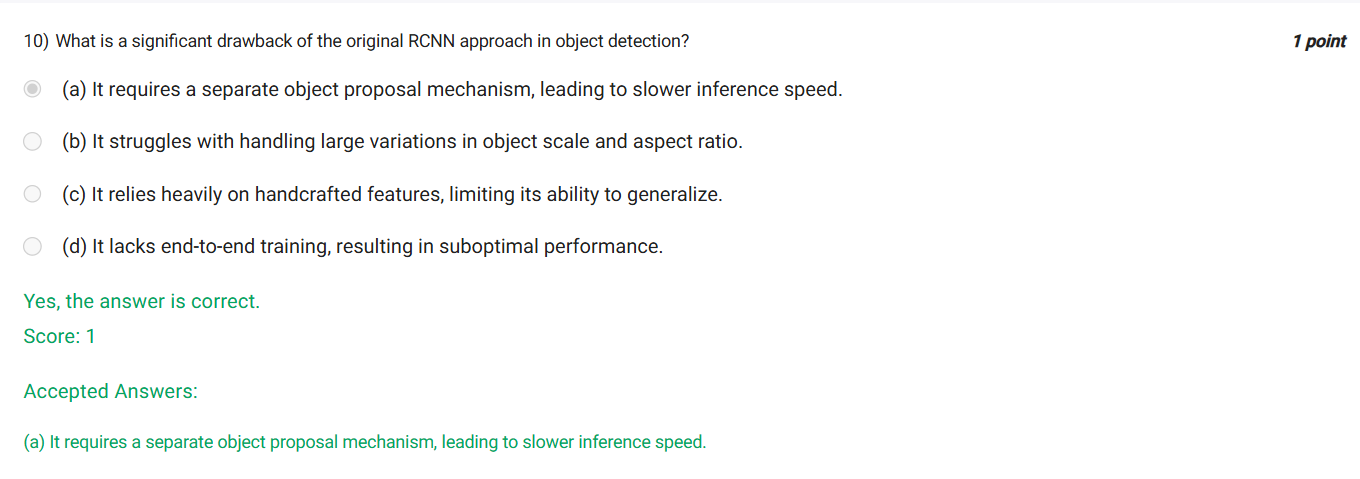 10) What is a significant drawback of the original RCNN approach in object detection?
1 point
(a) It requires a separate object proposal mechanism, leading to slower inference speed.
(b) It struggles with handling large variations in object scale and aspect ratio.
(c) It relies heavily on handcrafted features, limiting its ability to generalize.
(d) It lacks end-to-end training, resulting in suboptimal performance.
Yes, the answer is correct.
Score: 1
Accepted Answers:
(a) It requires a separate object proposal mechanism, leading to slower inference speed.